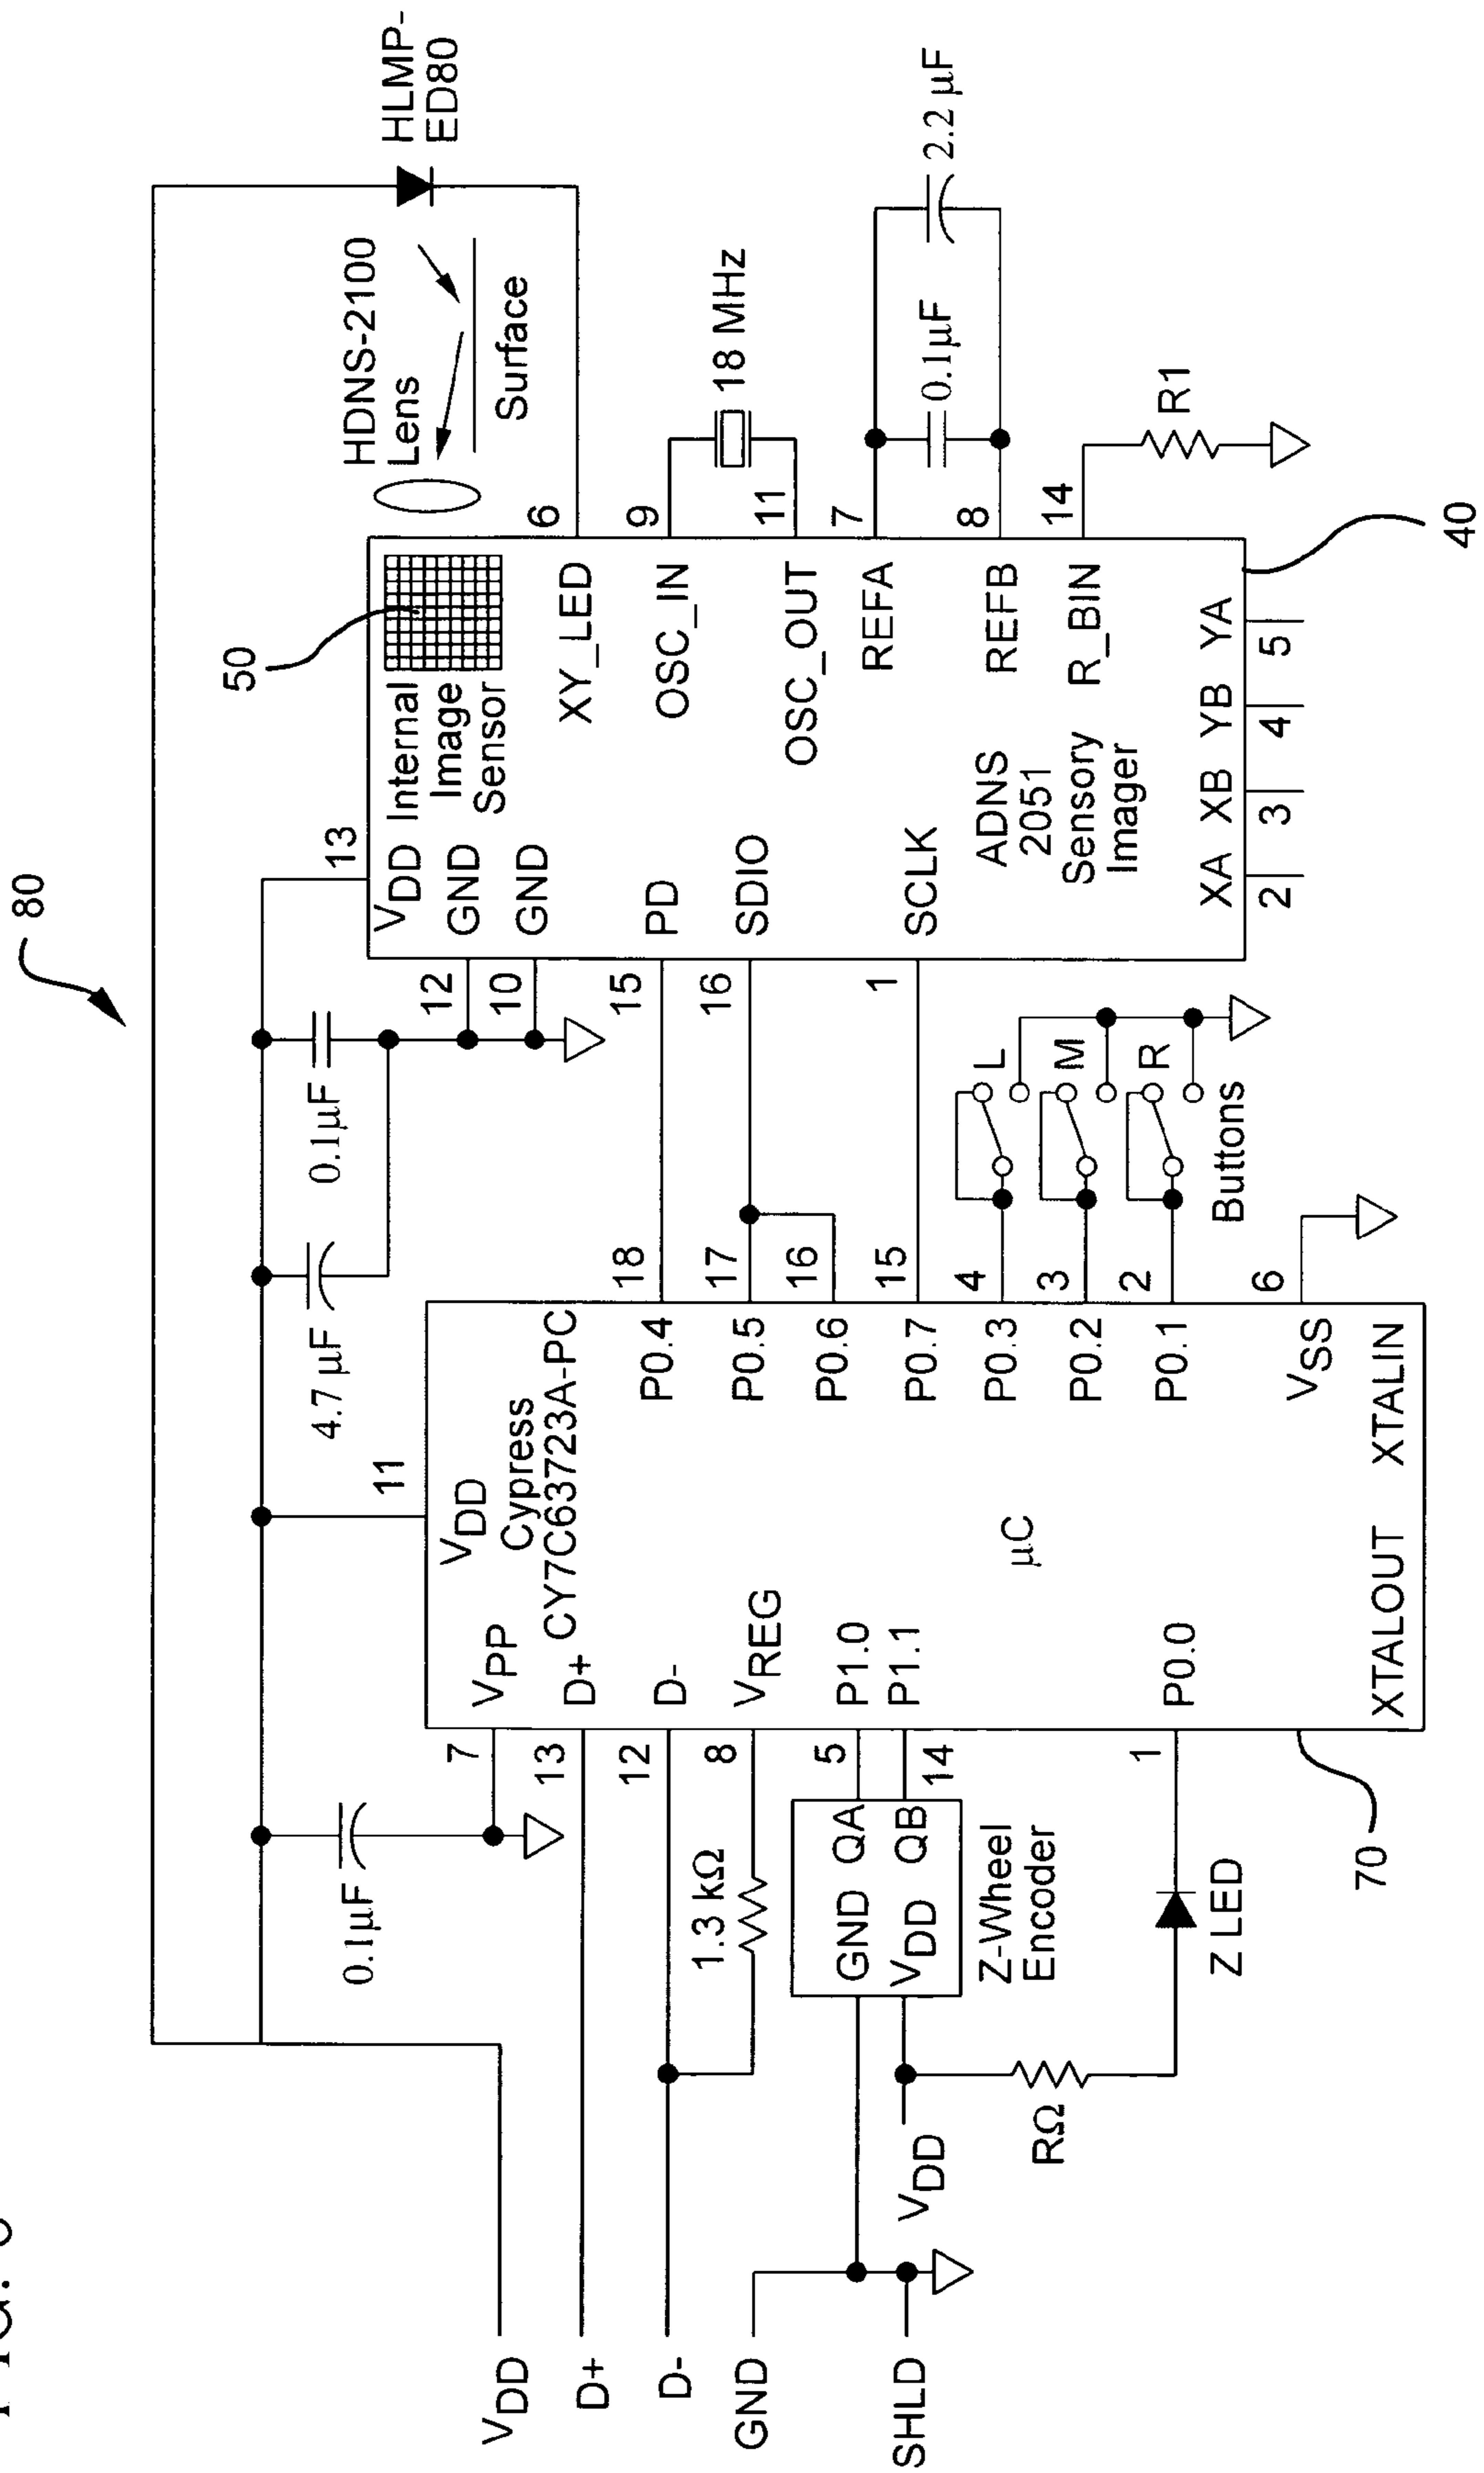 80
HLMP-
ED80
HDNS-2100
Lens
Surface
50
13
VDD Internal
Image
Sensor
GND
GND
12
10
XY_LED
6
OSC_IN
9
18 MHz
OSC_OUT
11
REFA
7
0.1µF
2.2 µF
REFB
8
R_BIN
14
R1
PD
15
SDIO
16
SCLK
1
ADNS
2051
Sensory
Imager
XA XB YB YA
2
3
4
5
40
0.1µF
4.7 µF
0.1µF
11
VDD
Cypress
CY7C63723A-PC
VPP
7
D+
13
D-
12
VREG
8
1.3 kΩ
P1.0
5
P1.1
14
P0.0
1
µC
P0.4
18
P0.5
17
P0.6
16
P0.7
15
P0.3
4
P0.2
3
P0.1
2
VSS
6
XTALOUT XTALIN
L
M
R
Buttons
GND QA
VDD QB
Z-Wheel
Encoder
Z LED
RΩ
VDD
70
VDD
D+
D-
GND
SHLD